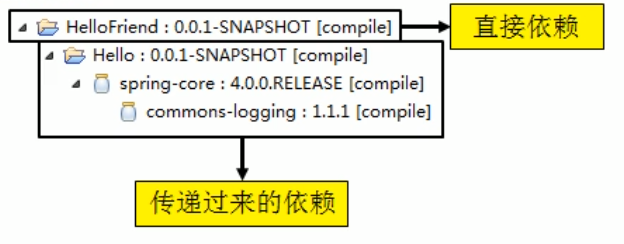 HelloFriend : 0.0.1-SNAPSHOT [compile]
直接依赖
Hello : 0.0.1-SNAPSHOT [compile]
spring-core : 4.0.0.RELEASE [compile]
commons-logging : 1.1.1 [compile]
传递过来的依赖